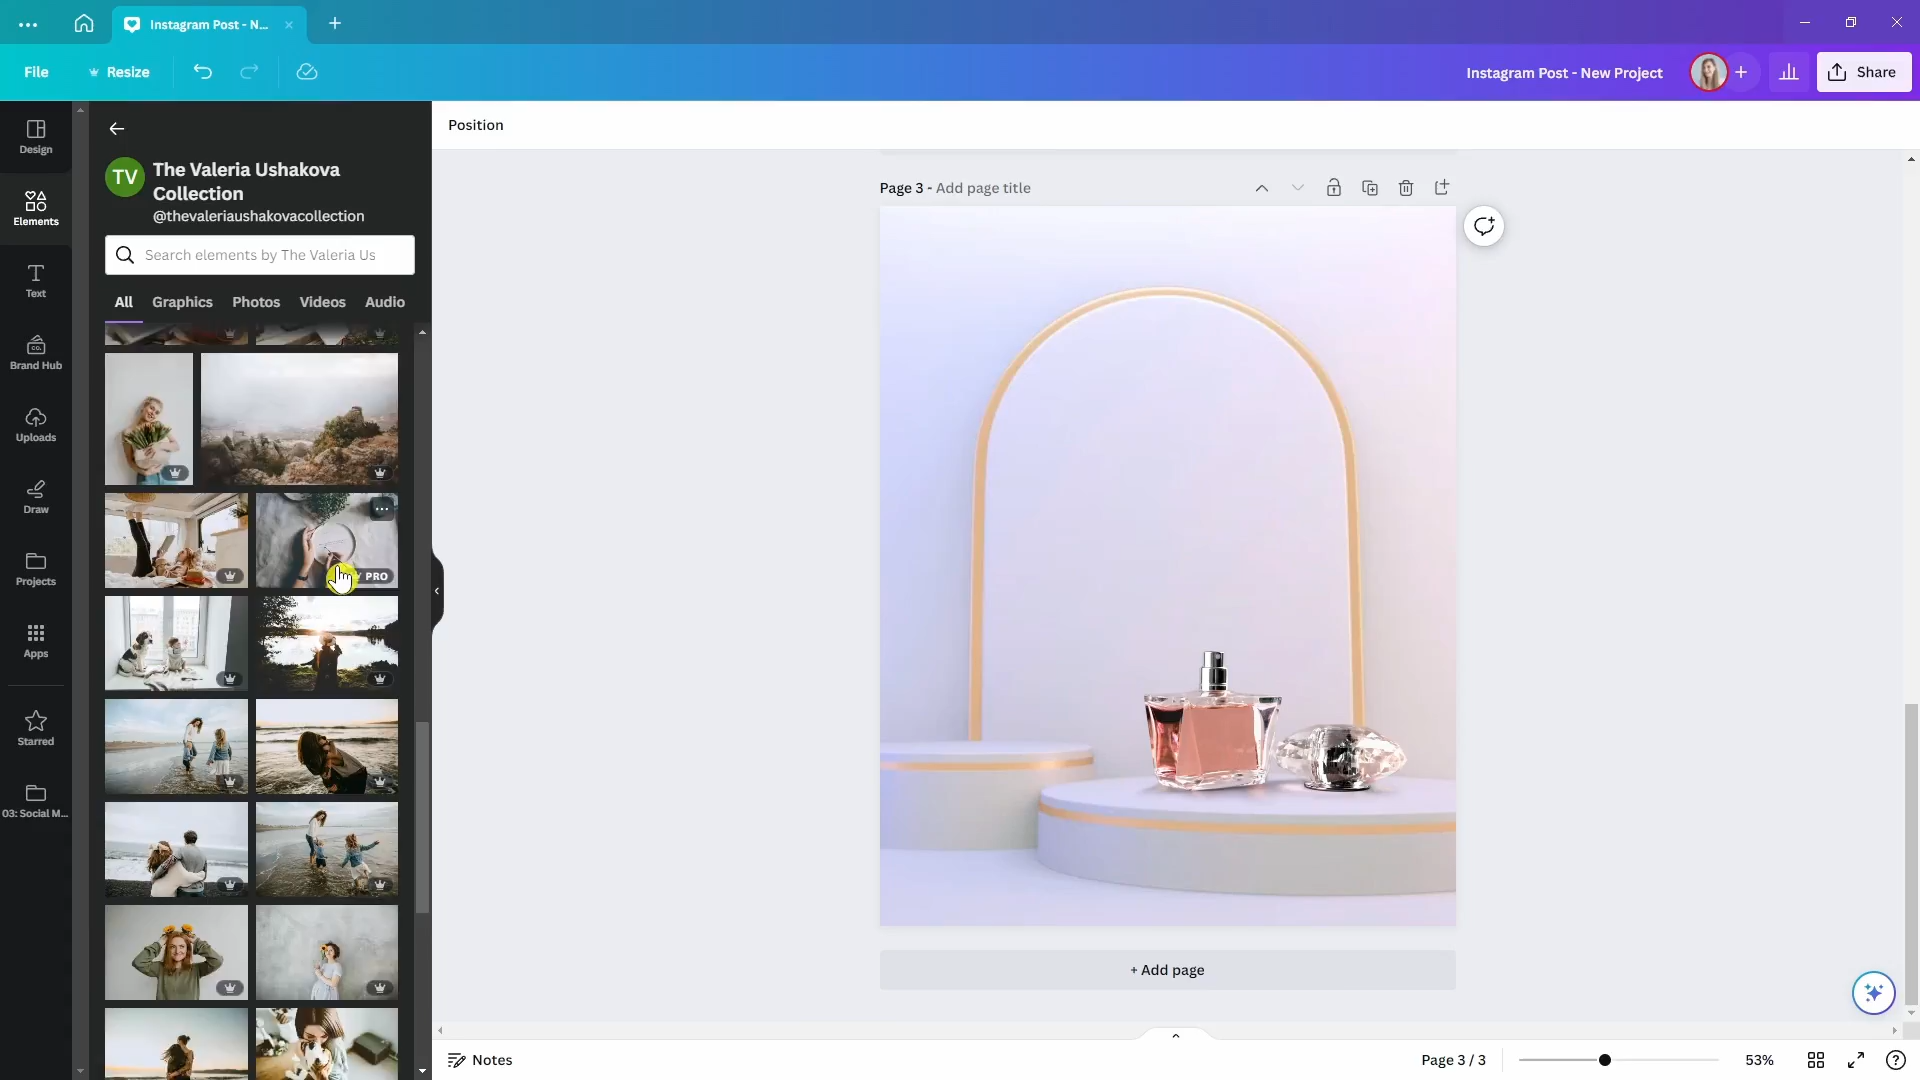 Instagram Post - N...
File
Resize
Instagram Post - New Project
Share
Design
Elements
Text
Brand Hub
Uploads
Draw
Projects
Apps
Starred
03: Social M...
TV
The Valeria Ushakova
Collection
@thevaleriaushakovacollection
Search elements by The Valeria Us
All Graphics Photos Videos Audio
PRO
Position
Page 3 - Add page title
+ Add page
Notes
Page 3 / 3
53%